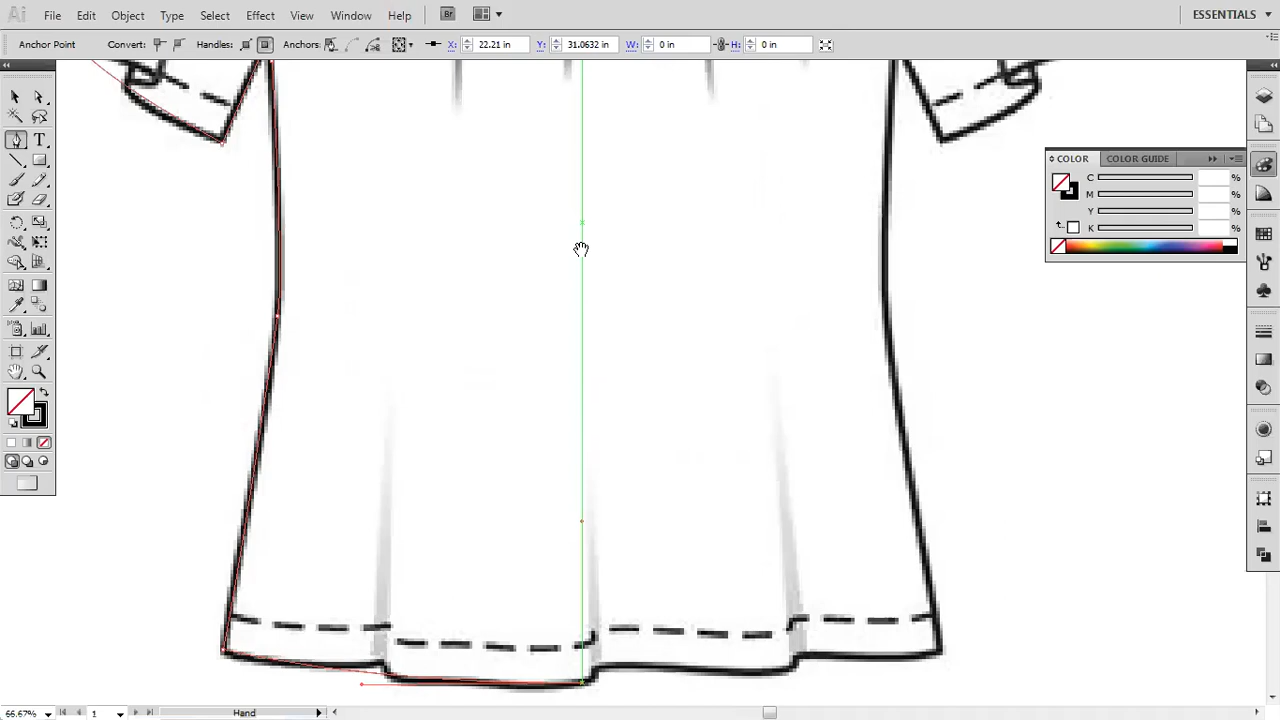 Ai File Edit Object Type Select Effect View Window Help Br ESSENTIALS
Anchor Point Convert: Handles: Anchors: X: 22.21 in Y: 31.0632 in W: 0 in H: 0 in
COLOR COLOR GUIDE
C %
M %
Y %
K %
T
66.67% 1 Hand